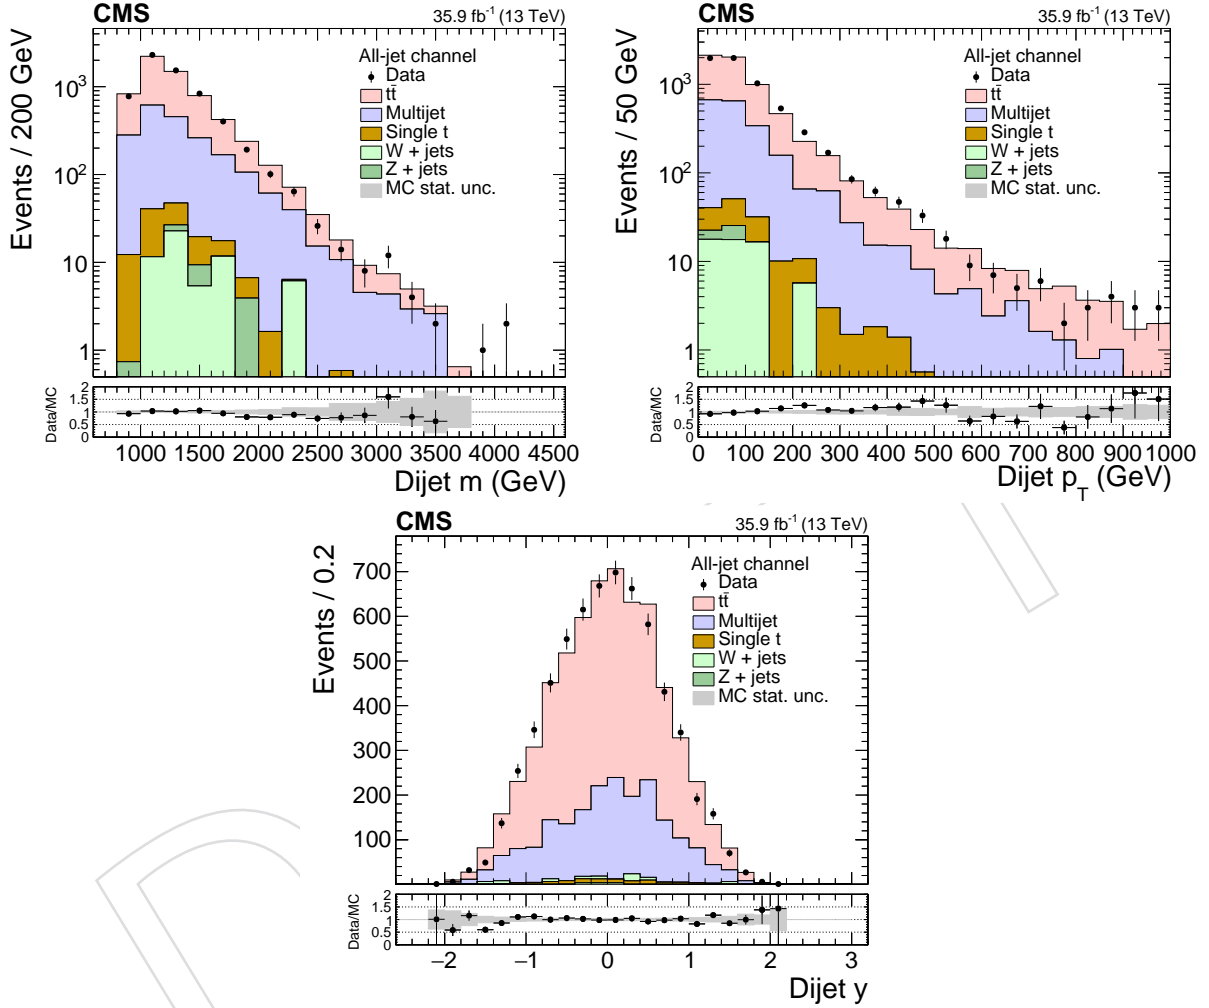 CMS
35.9 fb⁻¹ (13 TeV)
Events / 200 GeV
10³
10²
10
1
All-jet channel
Data
tt̄
Multijet
Single t
W + jets
Z + jets
MC stat. unc.
Data/MC
2
1.5
1
0.5
0
1000 1500 2000 2500 3000 3500 4000 4500
Dijet m (GeV)
CMS
35.9 fb⁻¹ (13 TeV)
Events / 50 GeV
10³
10²
10
1
All-jet channel
Data
tt̄
Multijet
Single t
W + jets
Z + jets
MC stat. unc.
Data/MC
2
1.5
1
0.5
0
0 100 200 300 400 500 600 700 800 900 1000
Dijet p_T (GeV)
CMS
35.9 fb⁻¹ (13 TeV)
Events / 0.2
700
600
500
400
300
200
100
All-jet channel
Data
tt̄
Multijet
Single t
W + jets
Z + jets
MC stat. unc.
Data/MC
2
1.5
1
0.5
0
−2 −1 0 1 2 3
Dijet y